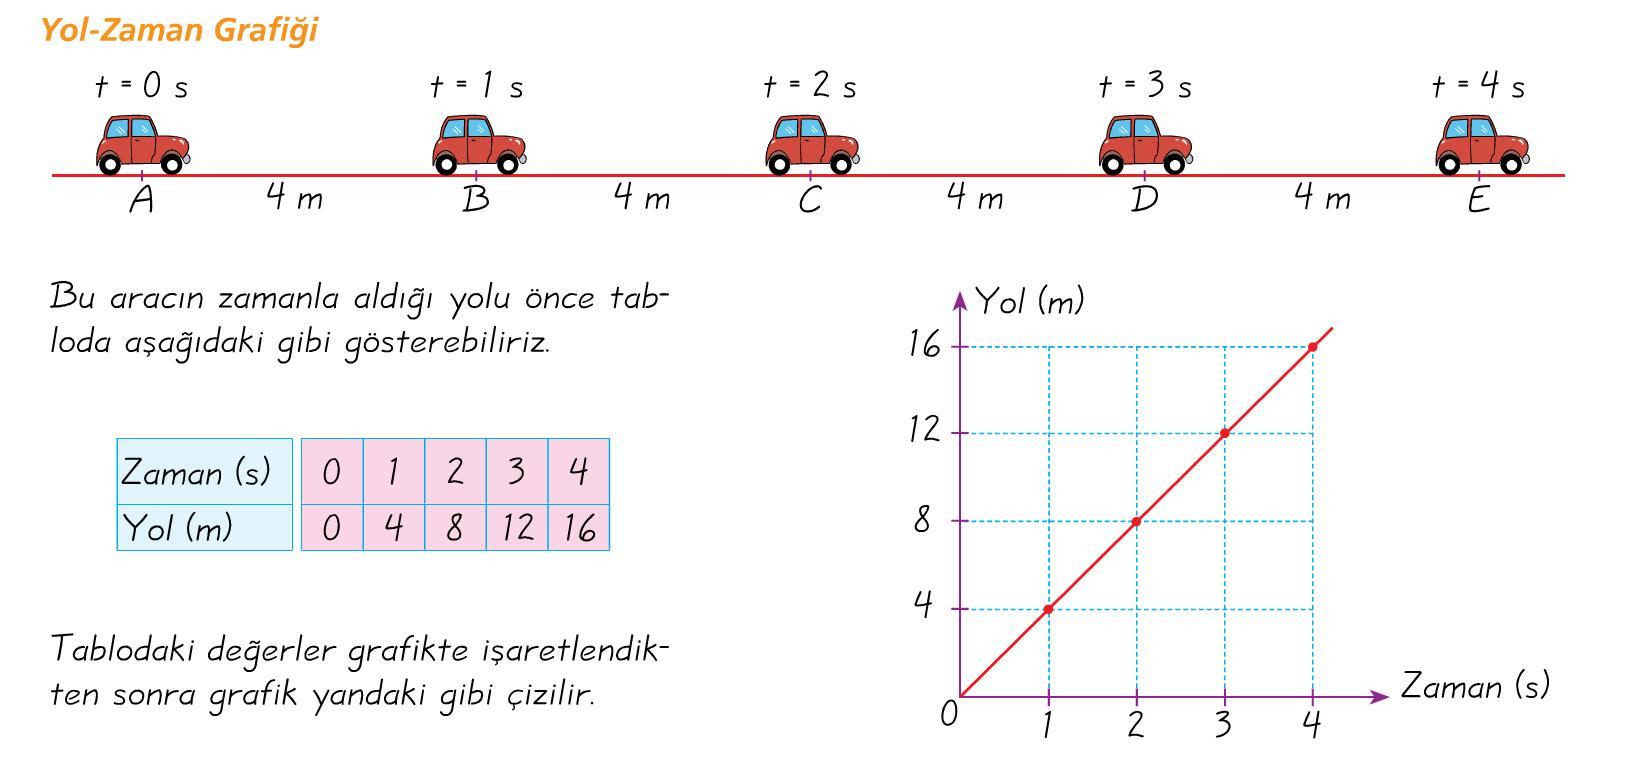 Yol-Zaman Grafiği
t = 0 s t = 1 s t = 2 s t = 3 s t = 4 s
A 4 m B 4 m C 4 m D 4 m E
Bu aracın zamanla aldığı yolu önce tab-
loda aşağıdaki gibi gösterebiliriz.
Zaman (s) 0 1 2 3 4
Yol (m) 0 4 8 12 16
Tablodaki değerler grafikte işaretlendik-
ten sonra grafik yandaki gibi çizilir.
Yol (m)
16
12
8
4
0 1 2 3 4
Zaman (s)